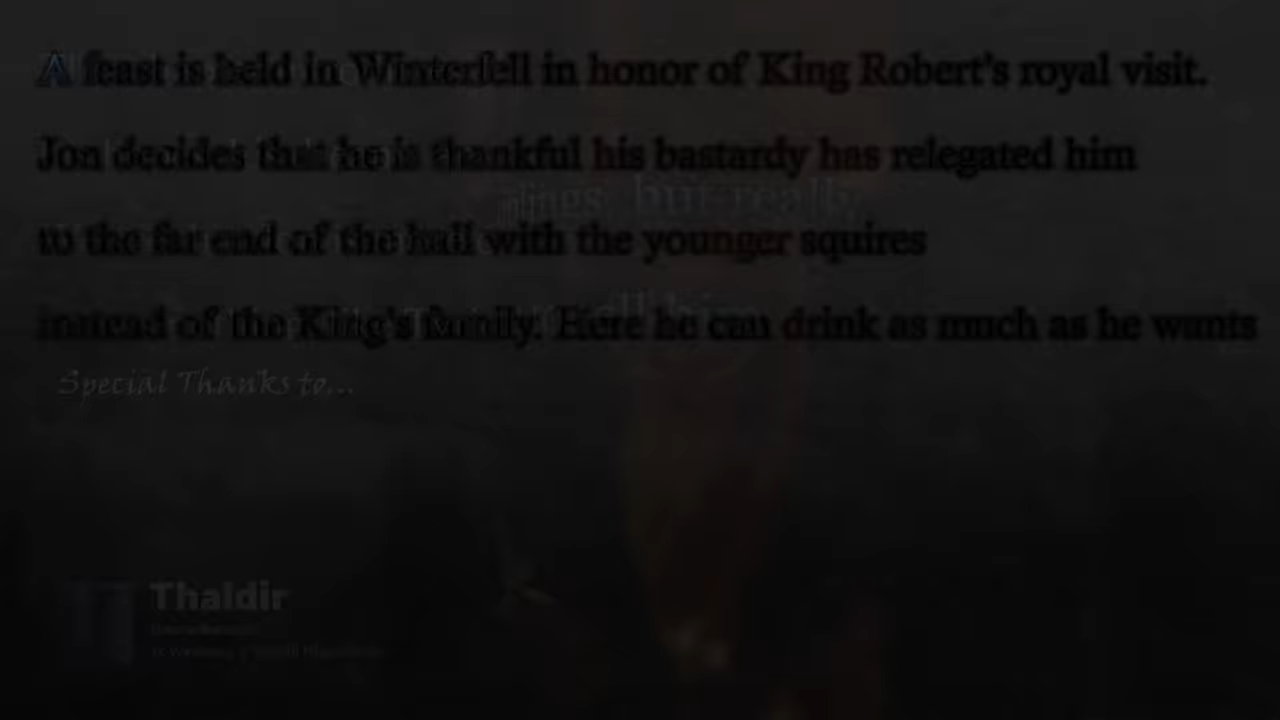 A feast is held in Winterfell in honor of King Robert's royal visit.
Jon decides that he is thankful his bastardy has relegated him
but really
to the far end of the hall with the younger squires
instead of the King's family. Here he can drink as much as he wants
Special Thanks to...
Thaldir